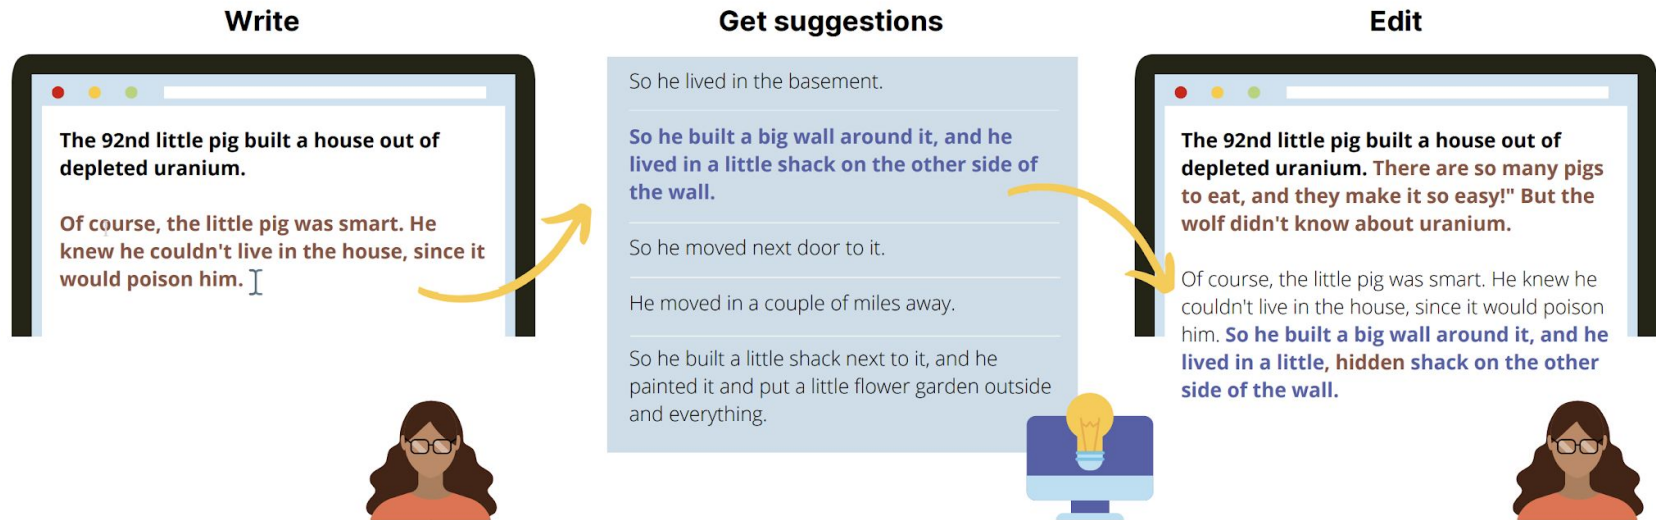 Write
The 92nd little pig built a house out of
depleted uranium.
Of course, the little pig was smart. He
knew he couldn't live in the house, since it
would poison him.
Get suggestions
So he lived in the basement.
So he built a big wall around it, and he
lived in a little shack on the other side of
the wall.
So he moved next door to it.
He moved in a couple of miles away.
So he built a little shack next to it, and he
painted it and put a little flower garden outside
and everything.
Edit
The 92nd little pig built a house out of
depleted uranium. There are so many pigs
to eat, and they make it so easy!" But the
wolf didn't know about uranium.
Of course, the little pig was smart. He knew he
couldn't live in the house, since it would poison
him. So he built a big wall around it, and he
lived in a little, hidden shack on the other
side of the wall.